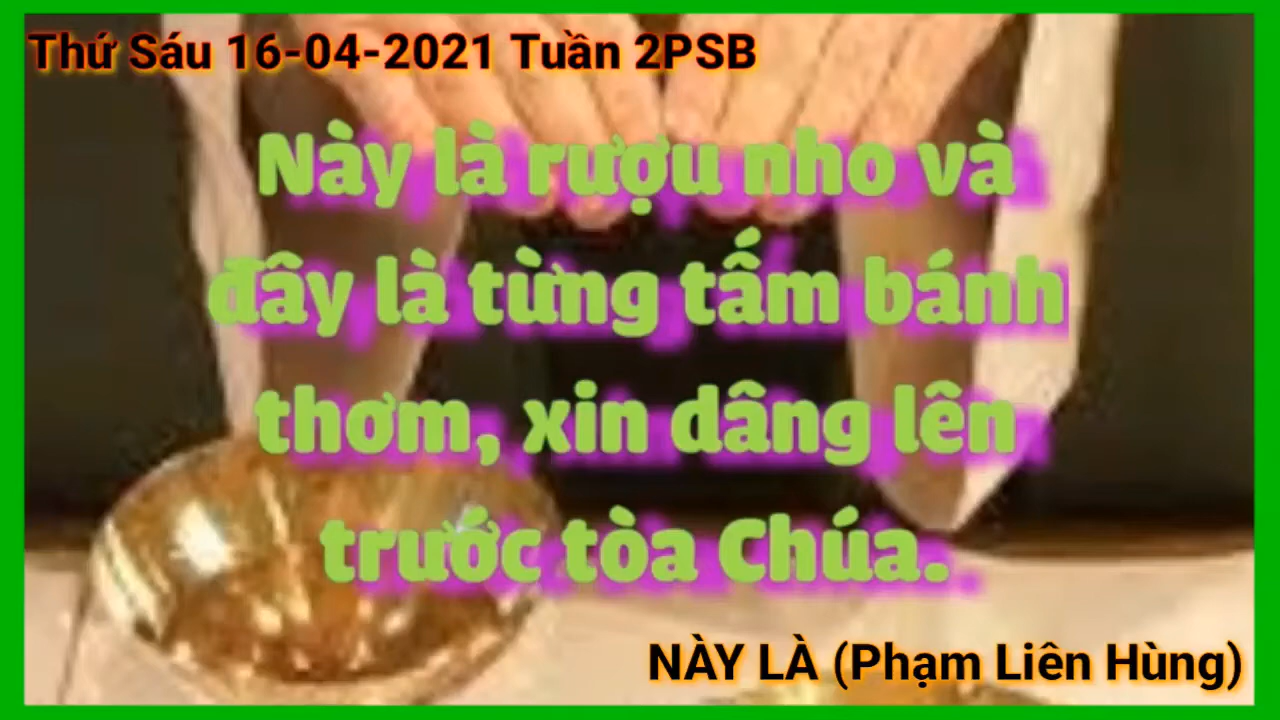 Thứ Sáu 16-04-2021 Tuần 2PSB
Này là rượu nho và
đây là từng tấm bánh
thơm, xin dâng lên
trước tòa Chúa.
NÀY LÀ (Phạm Liên Hùng)